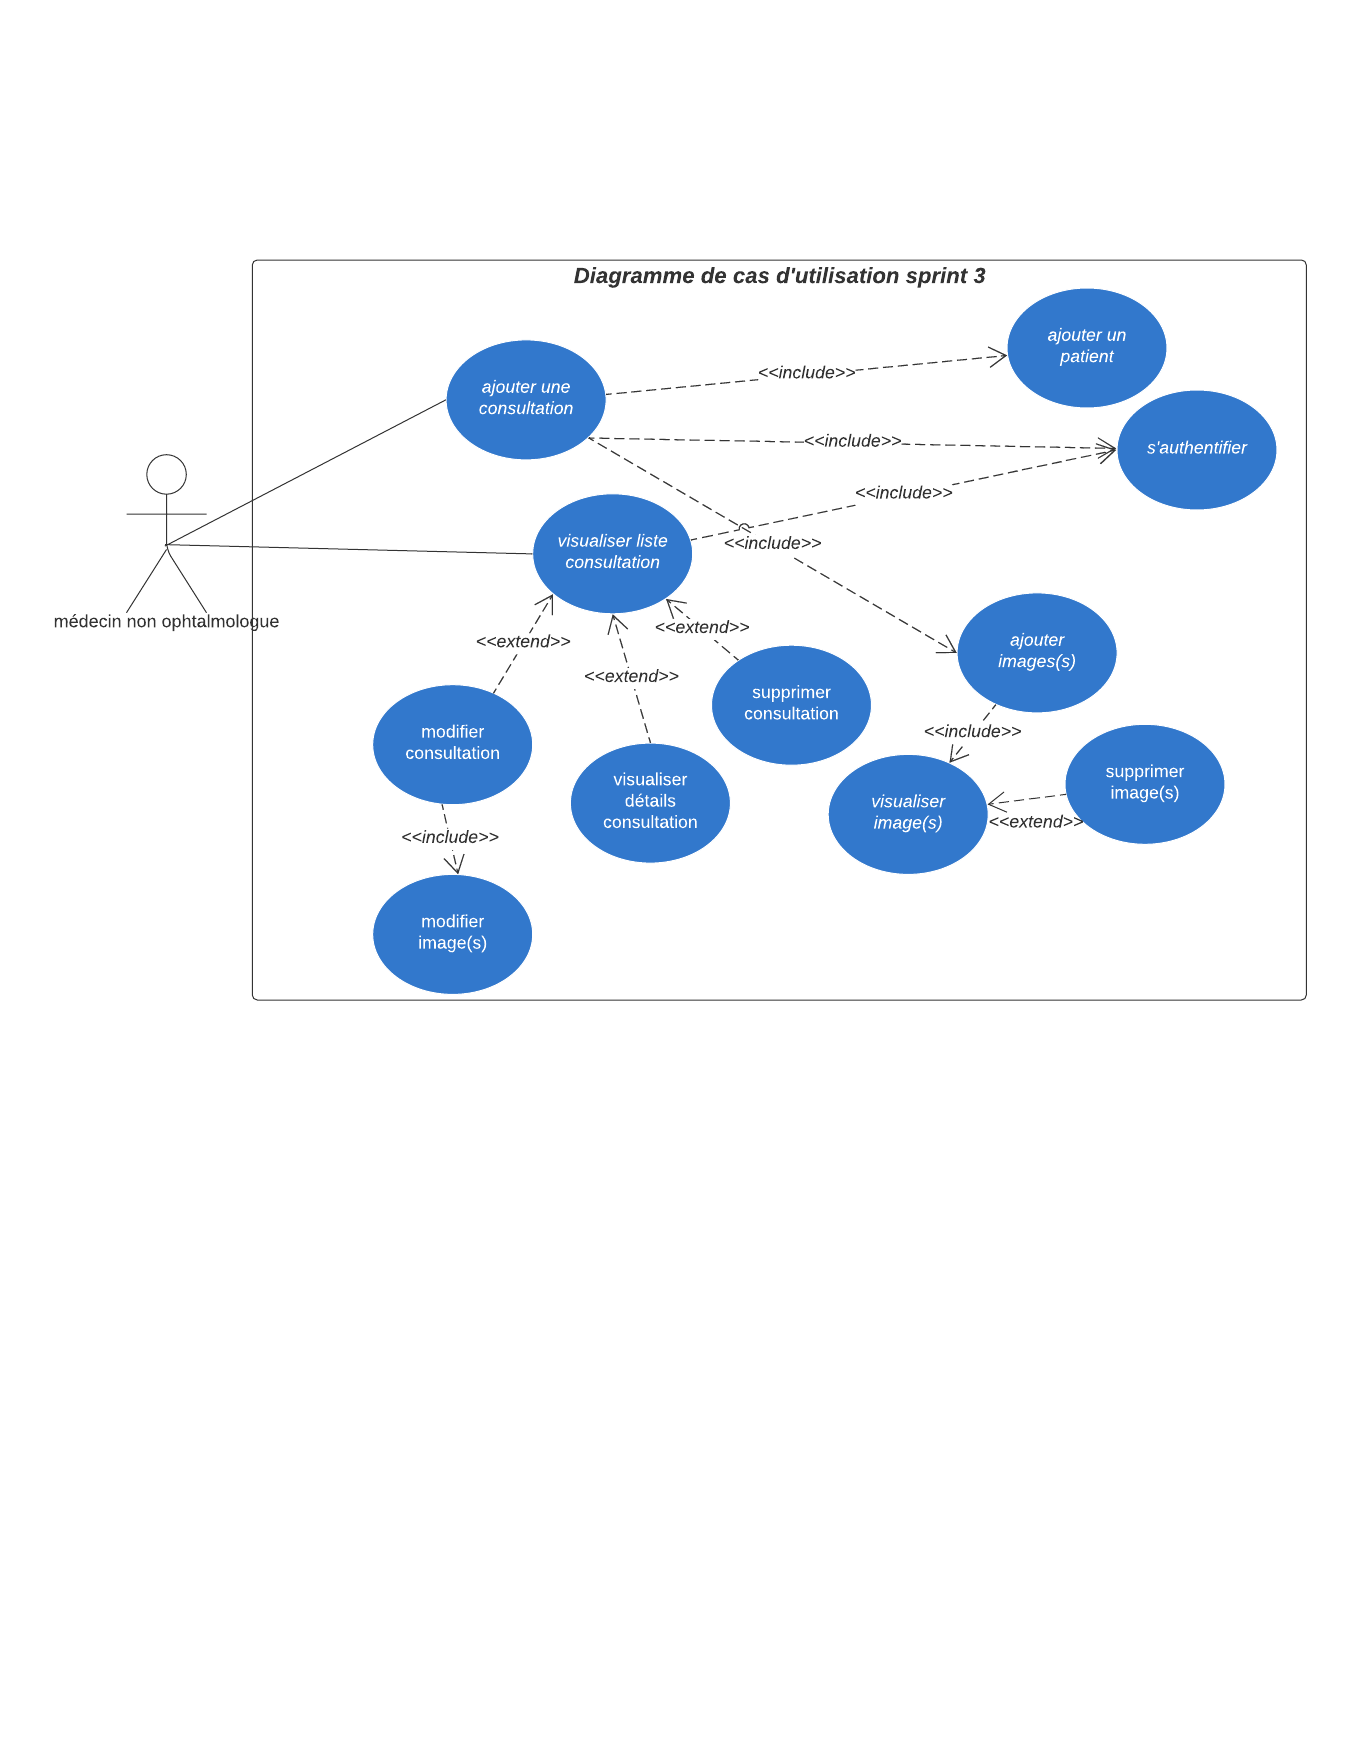 Diagramme de cas d'utilisation sprint 3
ajouter un
patient
<<include>>
ajouter une
consultation
<<include>>
s'authentifier
<<include>>
visualiser liste
consultation
<<include>>
médecin non ophtalmologue
<<extend>>
<<extend>>
<<extend>>
ajouter
images(s)
supprimer
consultation
modifier
consultation
<<include>>
visualiser
détails
consultation
supprimer
image(s)
visualiser
image(s)
<<extend>>
<<include>>
modifier
image(s)